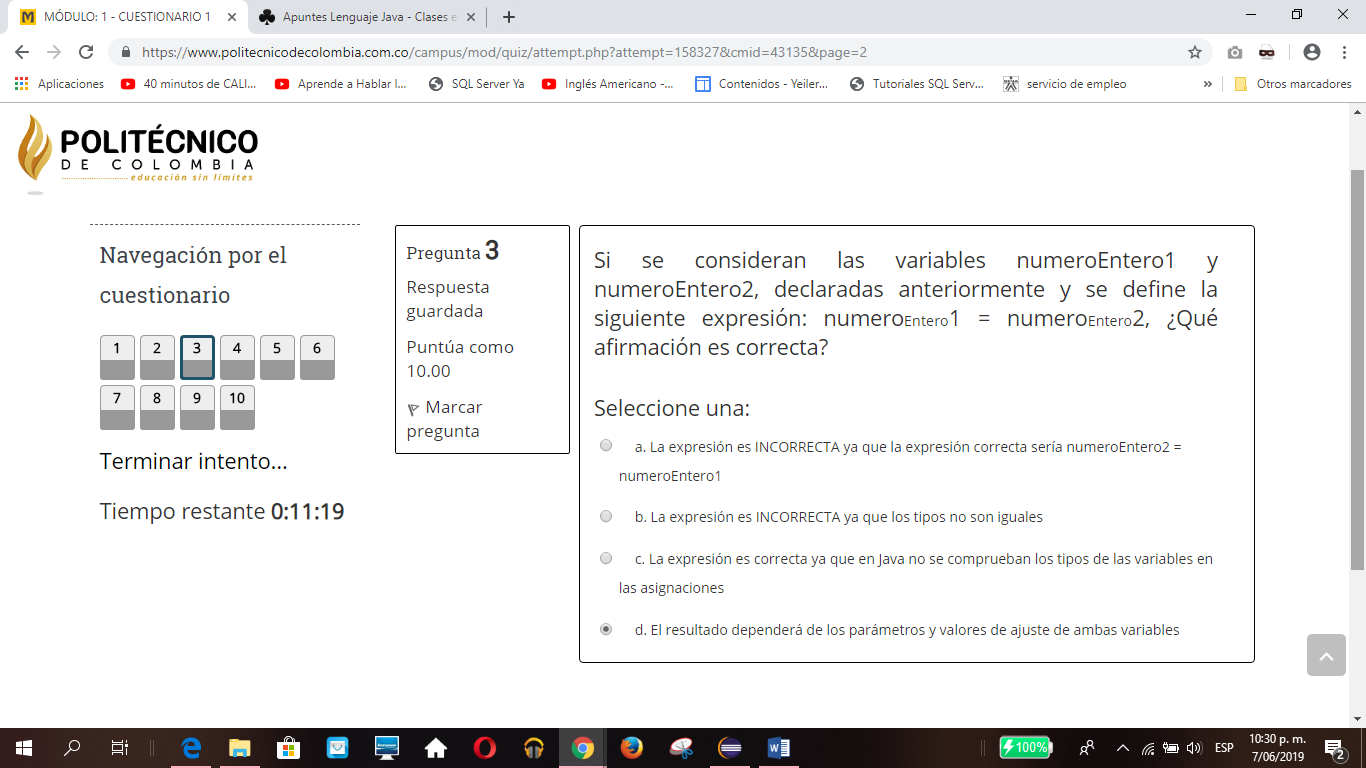 MÓDULO: 1 - CUESTIONARIO 1
Apuntes Lenguaje Java - Clases e
https://www.politecnicodecolombia.com.co/campus/mod/quiz/attempt.php?attempt=158327&cmid=43135&page=2
Aplicaciones
40 minutos de CALI...
Aprende a Hablar I...
SQL Server Ya
Inglés Americano -...
Contenidos - Yeiler...
Tutoriales SQL Serv...
servicio de empleo
»
Otros marcadores
POLITÉCNICO
DE COLOMBIA
educación sin límites
Navegación por el
cuestionario
1 2 3 4 5 6
7 8 9 10
Terminar intento...
Tiempo restante 0:11:19
Pregunta 3
Respuesta
guardada
Puntúa como
10.00
Marcar
pregunta
Si se consideran las variables numeroEntero1 y
numeroEntero2, declaradas anteriormente y se define la
siguiente expresión: numeroEntero1 = numeroEntero2, ¿Qué
afirmación es correcta?
Seleccione una:
a. La expresión es INCORRECTA ya que la expresión correcta sería numeroEntero2 =
numeroEntero1
b. La expresión es INCORRECTA ya que los tipos no son iguales
c. La expresión es correcta ya que en Java no se comprueban los tipos de las variables en
las asignaciones
d. El resultado dependerá de los parámetros y valores de ajuste de ambas variables
100%
ESP
10:30 p. m.
7/06/2019
2